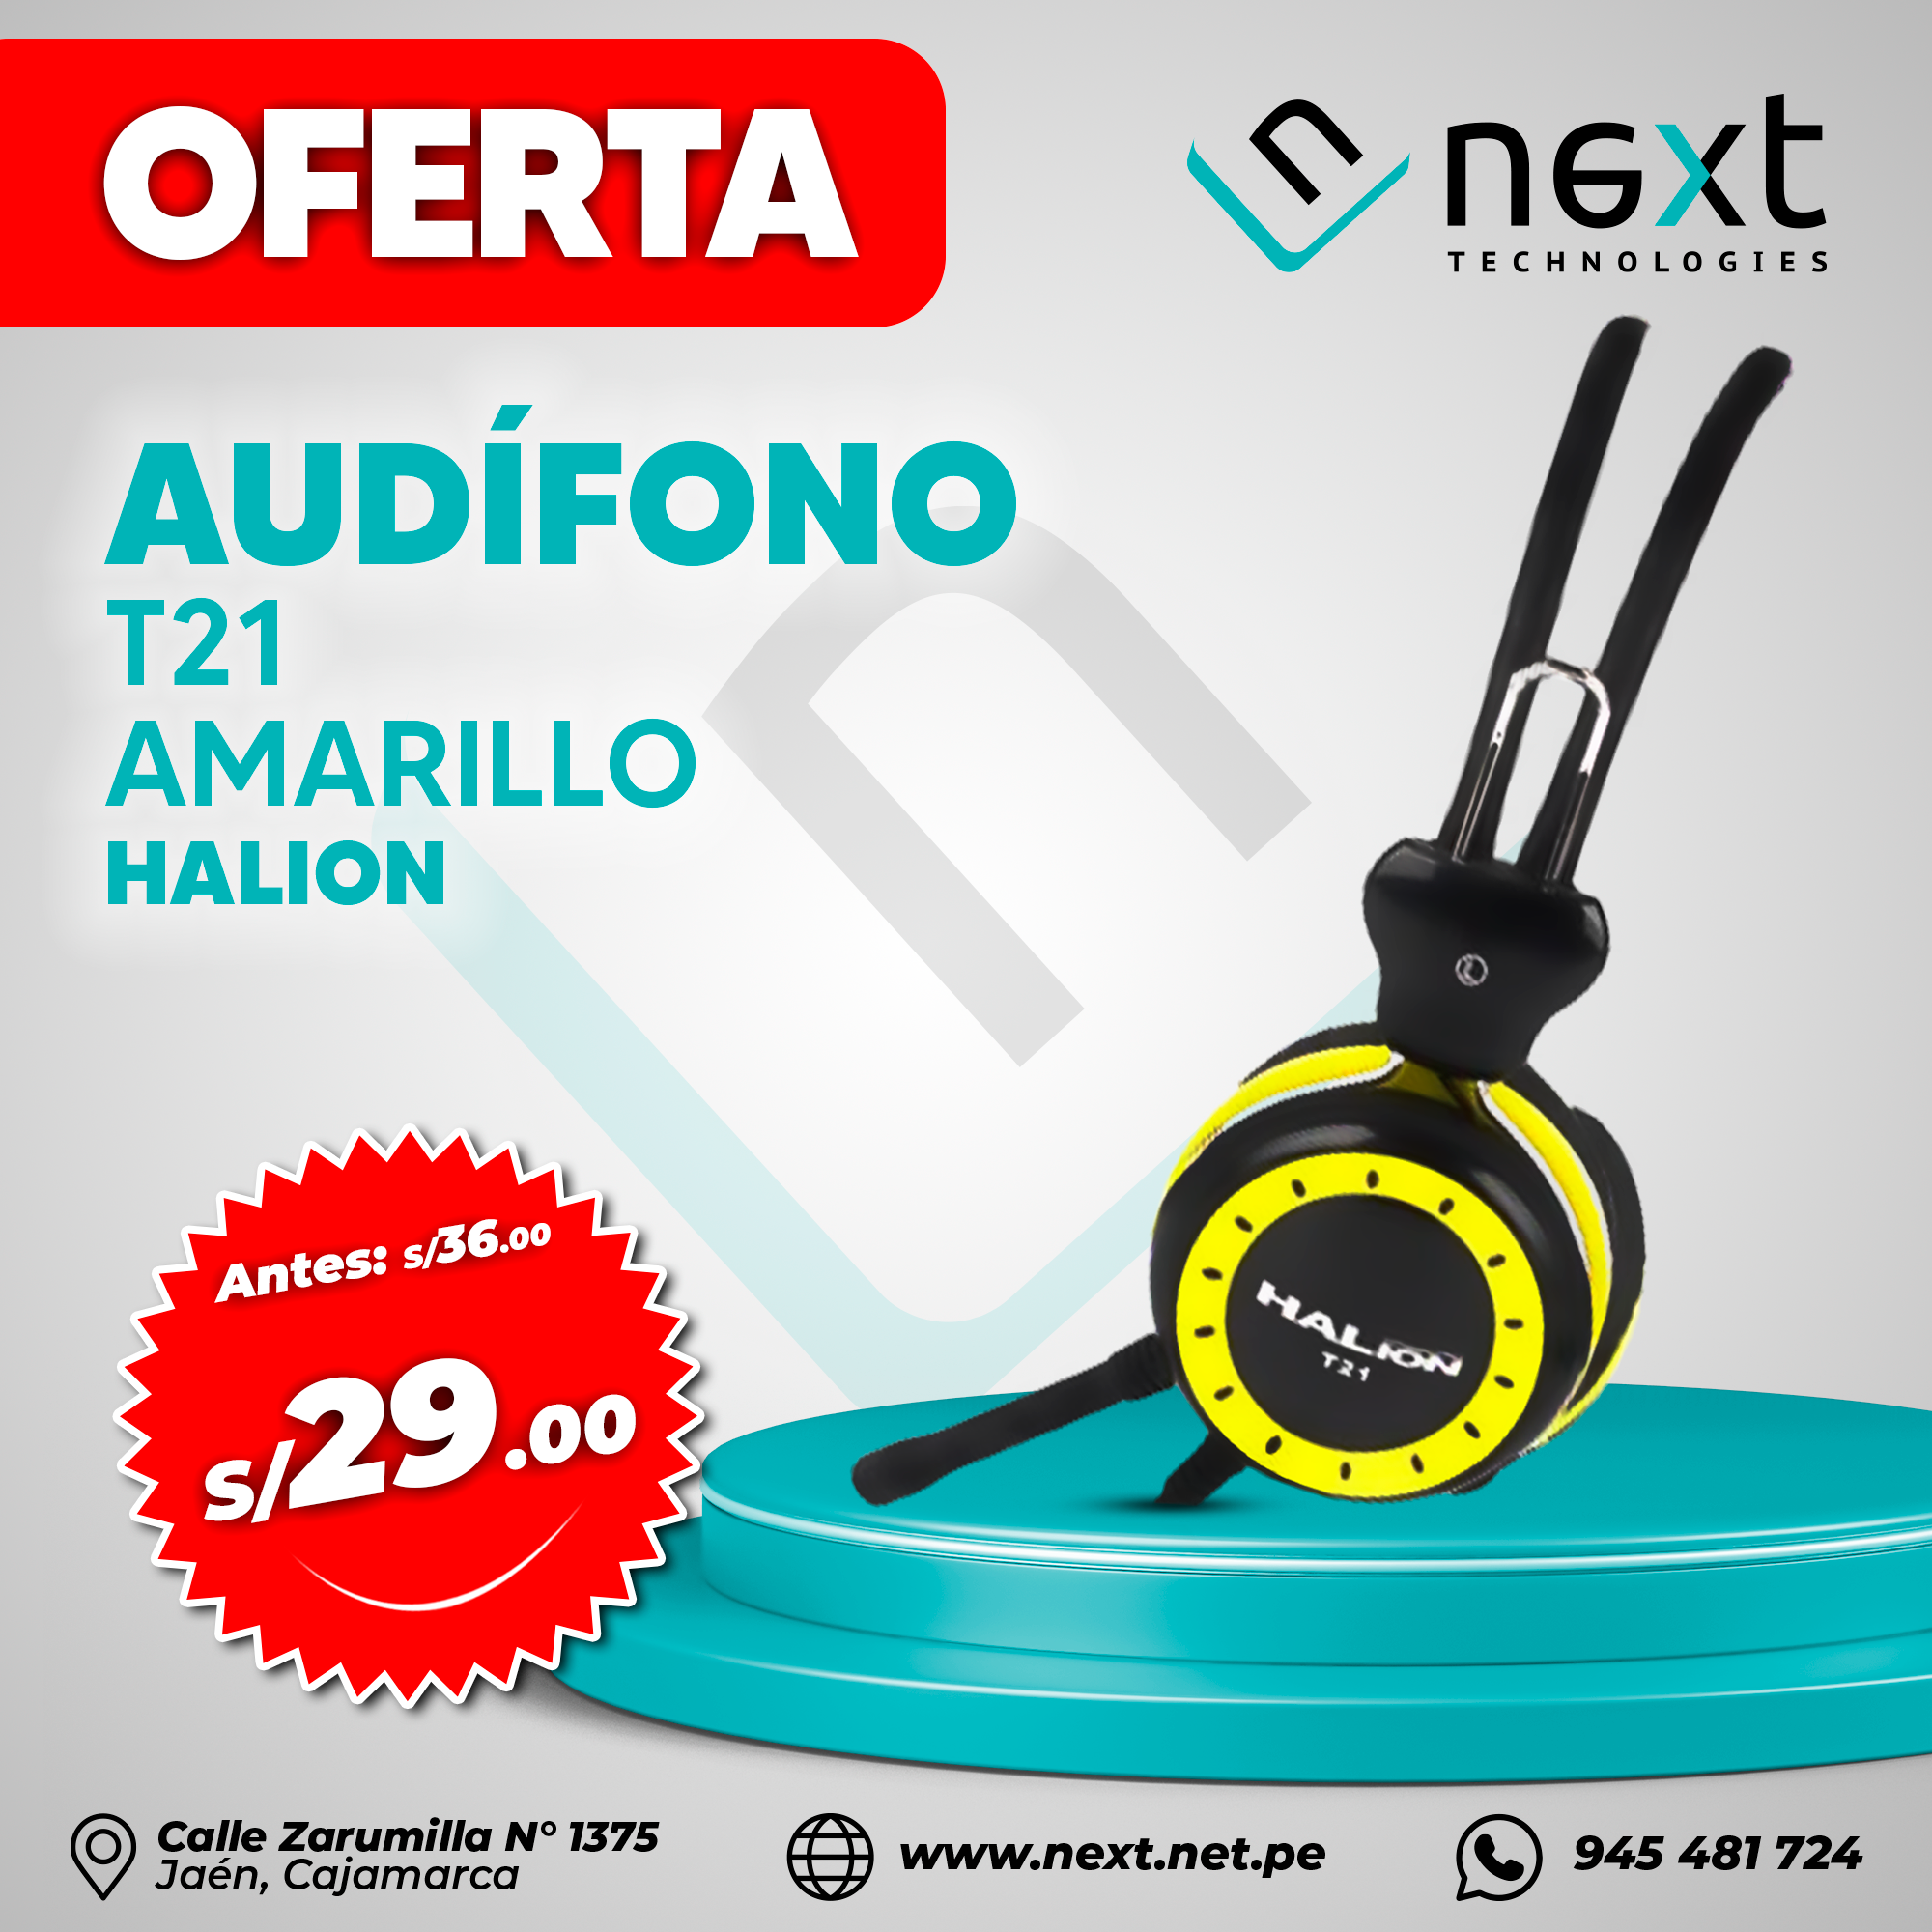 OFERTA
next
TECHNOLOGIES
AUDÍFONO
T21
AMARILLO
HALION
Antes: s/36.00
s/29.00
HALION
T21
Calle Zarumilla N° 1375
Jaén, Cajamarca
www.next.net.pe
945 481 724